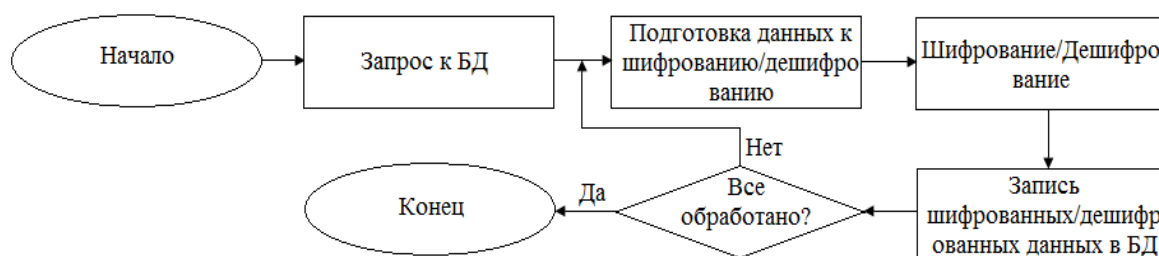 Начало
Запрос к БД
Подготовка данных к
шифрованию/дешифро
ванию
Шифрование/Дешифро
вание
Нет
Конец
Да
Все
обработано?
Запись
шифрованных/дешифр
ованных данных в БД